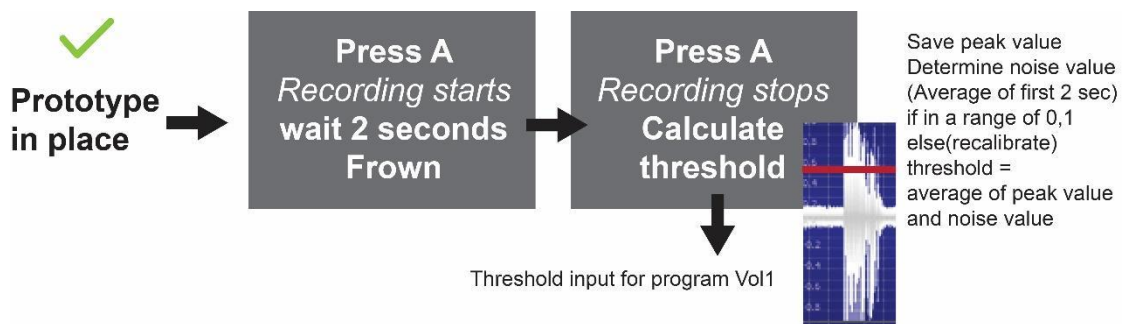 Prototype
in place
Press A
Recording starts
wait 2 seconds
Frown
Press A
Recording stops
Calculate
threshold
Save peak value
Determine noise value
(Average of first 2 sec)
if in a range of 0,1
else(recalibrate)
threshold =
average of peak value
and noise value
Threshold input for program Vol1